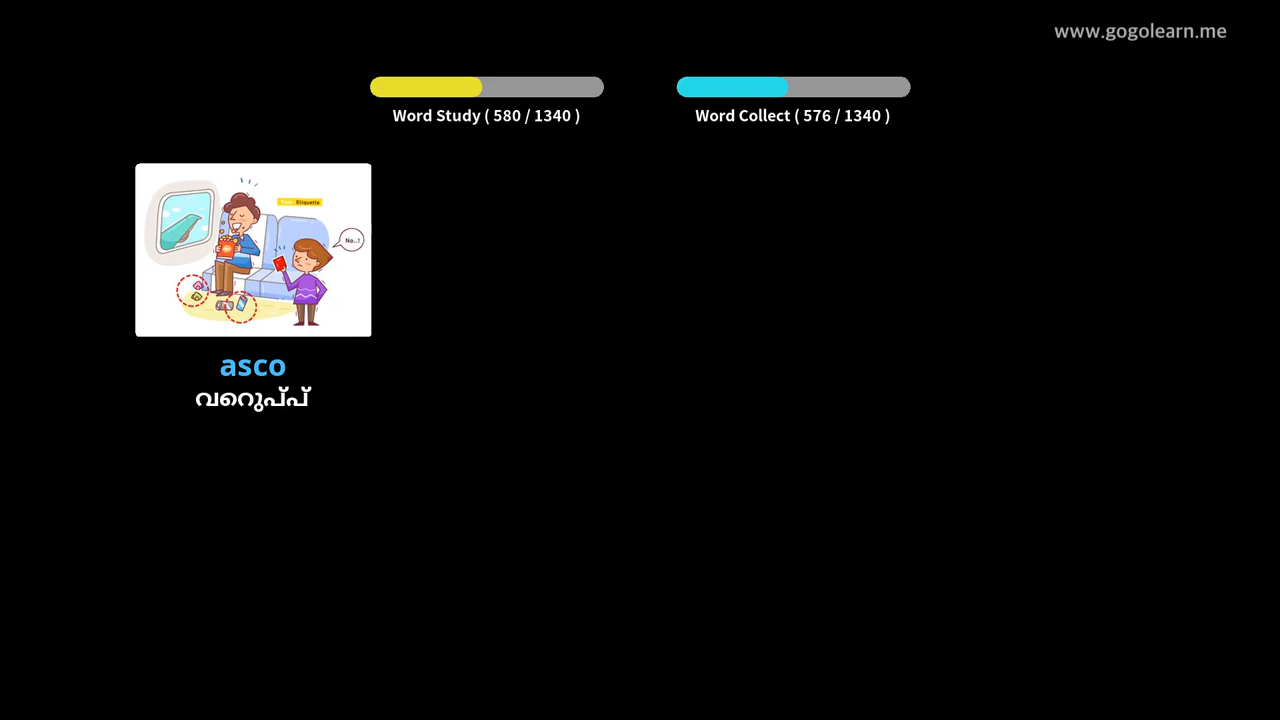 www.gogolearn.me
Word Study ( 580 / 1340 )
Word Collect ( 576 / 1340 )
Etiquette
No..!
asco
വെറുപ്പ്